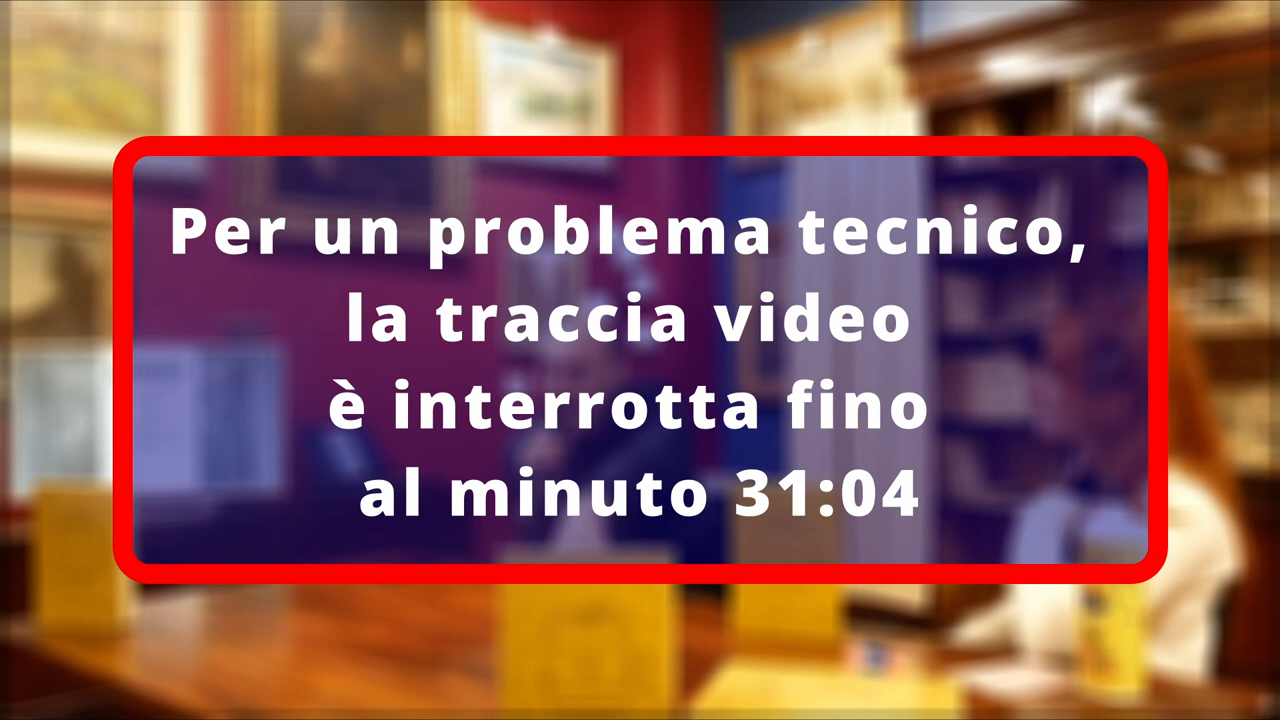 Per un problema tecnico,
la traccia video
è interrotta fino
al minuto 31:04